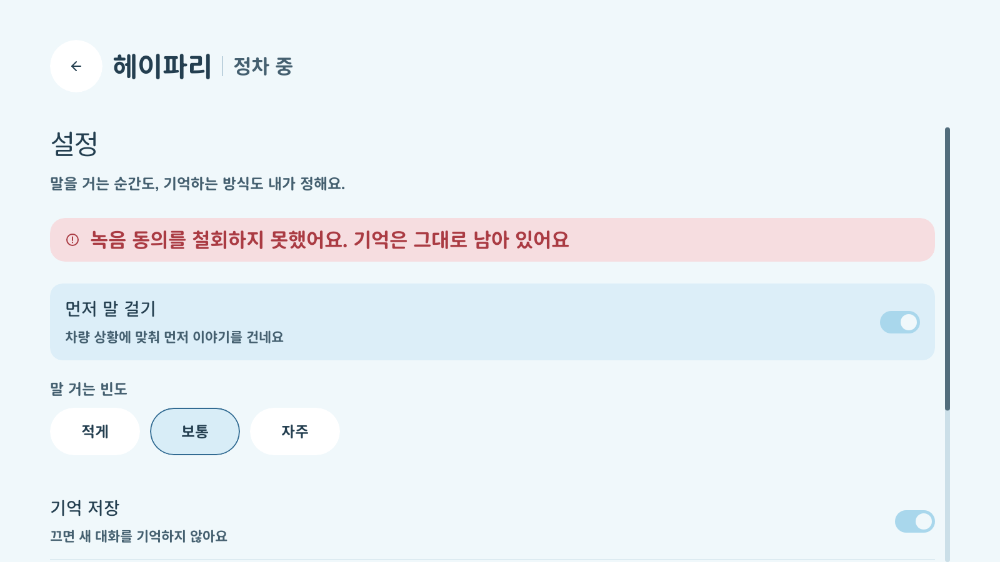 헤이파리
정차 중
설정
말을 거는 순간도, 기억하는 방식도 내가 정해요.
녹음 동의를 철회하지 못했어요. 기억은 그대로 남아 있어요
먼저 말 걸기
차량 상황에 맞춰 먼저 이야기를 건네요
말 거는 빈도
적게
보통
자주
기억 저장
끄면 새 대화를 기억하지 않아요